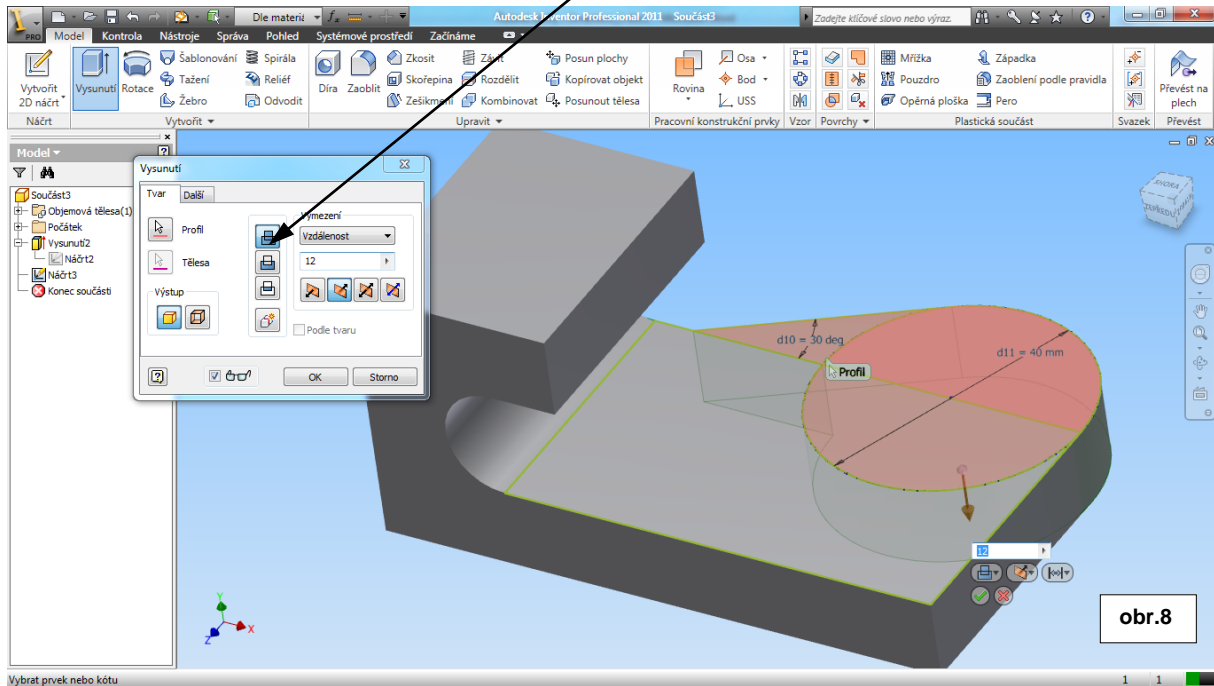 Dle materiá
Autodesk Inventor Professional 2011 Součást3
Zadejte klíčové slovo nebo výraz.
PRO
Model Kontrola Nástroje Správa Pohled Systémové prostředí Začínáme
Vytvořit 2D náčrt
Vysunutí
Rotace
Šablonování
Tažení
Žebro
Spirála
Reliéf
Odvodit
Díra
Zaoblit
Zkosit
Skořepina
Zešikmení
Závit
Rozdělit
Kombinovat
Posun plochy
Kopírovat objekt
Posunout tělesa
Rovina
Osa
Bod
USS
Mřížka
Pouzdro
Opěrná ploška
Západka
Zaoblení podle pravidla
Pero
Převést na plech
Náčrt
Vytvořit
Upravit
Pracovní konstrukční prvky
Vzor
Povrchy
Plastická součást
Svazek
Převést
Model
Součást3
Objemová tělesa(1)
Počátek
Vysunutí2
Náčrt2
Náčrt3
Konec součásti
Vysunutí
Tvar
Další
Profil
Tělesa
Výstup
Vymezení
Vzdálenost
12
Podle tvaru
OK
Storno
d10 = 30 deg
d11 = 40 mm
Profil
12
Y
X
Z
obr.8
Vybrat prvek nebo kótu
1 1